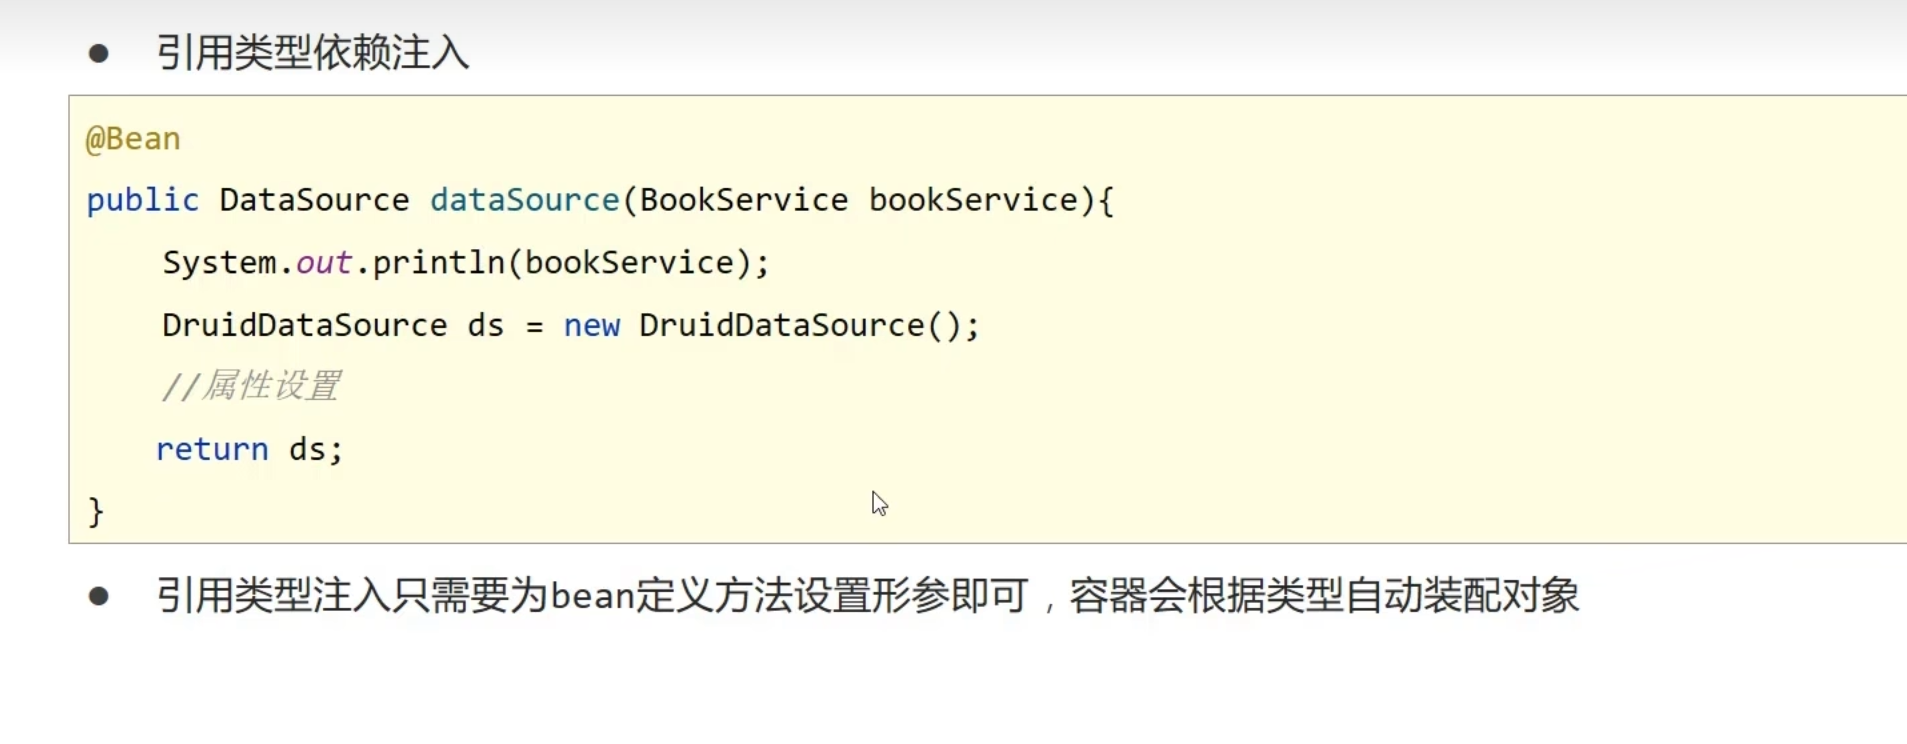 ● 引用类型依赖注入
@Bean
public DataSource dataSource(BookService bookService){
    System.out.println(bookService);
    DruidDataSource ds = new DruidDataSource();
    //属性设置
    return ds;
}
● 引用类型注入只需要为bean定义方法设置形参即可，容器会根据类型自动装配对象